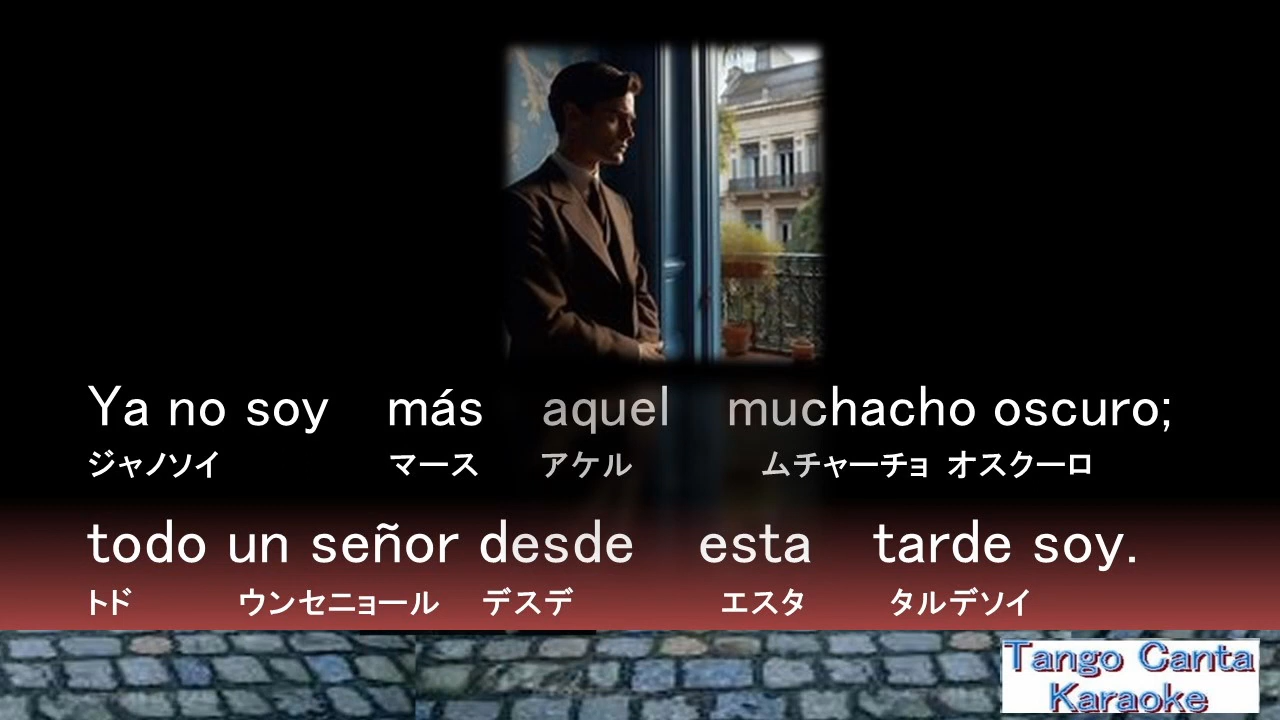 Ya no soy más aquel muchacho oscuro;
ジャノソイ マース アケル ムチャーチョ オスクーロ
todo un señor desde esta tarde soy.
トド ウンセニョール デスデ エスタ タルデソイ
Tango Canta
Karaoke